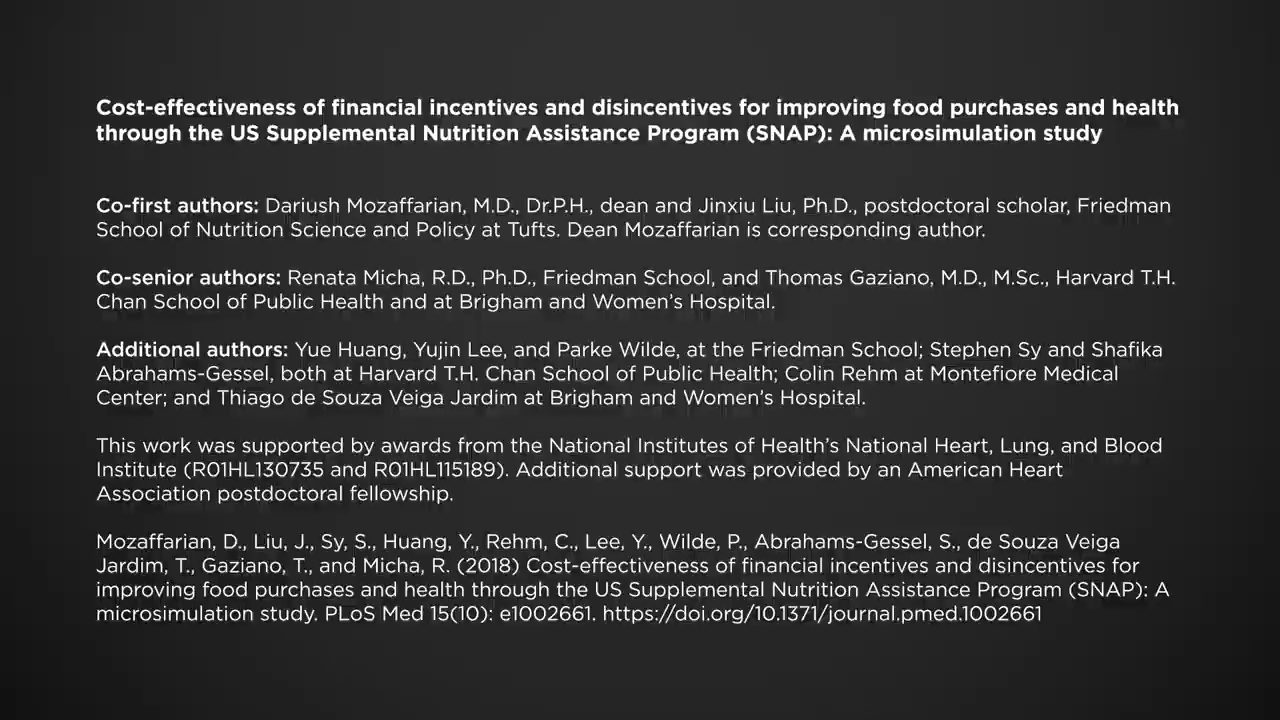 Cost-effectiveness of financial incentives and disincentives for improving food purchases and health
through the US Supplemental Nutrition Assistance Program (SNAP): A microsimulation study
Co-first authors: Dariush Mozaffarian, M.D., Dr.P.H., dean and Jinxiu Liu, Ph.D., postdoctoral scholar, Friedman
School of Nutrition Science and Policy at Tufts. Dean Mozaffarian is corresponding author.
Co-senior authors: Renata Micha, R.D., Ph.D., Friedman School, and Thomas Gaziano, M.D., M.Sc., Harvard T.H.
Chan School of Public Health and at Brigham and Women’s Hospital.
Additional authors: Yue Huang, Yujin Lee, and Parke Wilde, at the Friedman School; Stephen Sy and Shafika
Abrahams-Gessel, both at Harvard T.H. Chan School of Public Health; Colin Rehm at Montefiore Medical
Center; and Thiago de Souza Veiga Jardim at Brigham and Women’s Hospital.
This work was supported by awards from the National Institutes of Health’s National Heart, Lung, and Blood
Institute (R01HL130735 and R01HL115189). Additional support was provided by an American Heart
Association postdoctoral fellowship.
Mozaffarian, D., Liu, J., Sy, S., Huang, Y., Rehm, C., Lee, Y., Wilde, P., Abrahams-Gessel, S., de Souza Veiga
Jardim, T., Gaziano, T., and Micha, R. (2018) Cost-effectiveness of financial incentives and disincentives for
improving food purchases and health through the US Supplemental Nutrition Assistance Program (SNAP): A
microsimulation study. PLoS Med 15(10): e1002661. https://doi.org/10.1371/journal.pmed.1002661